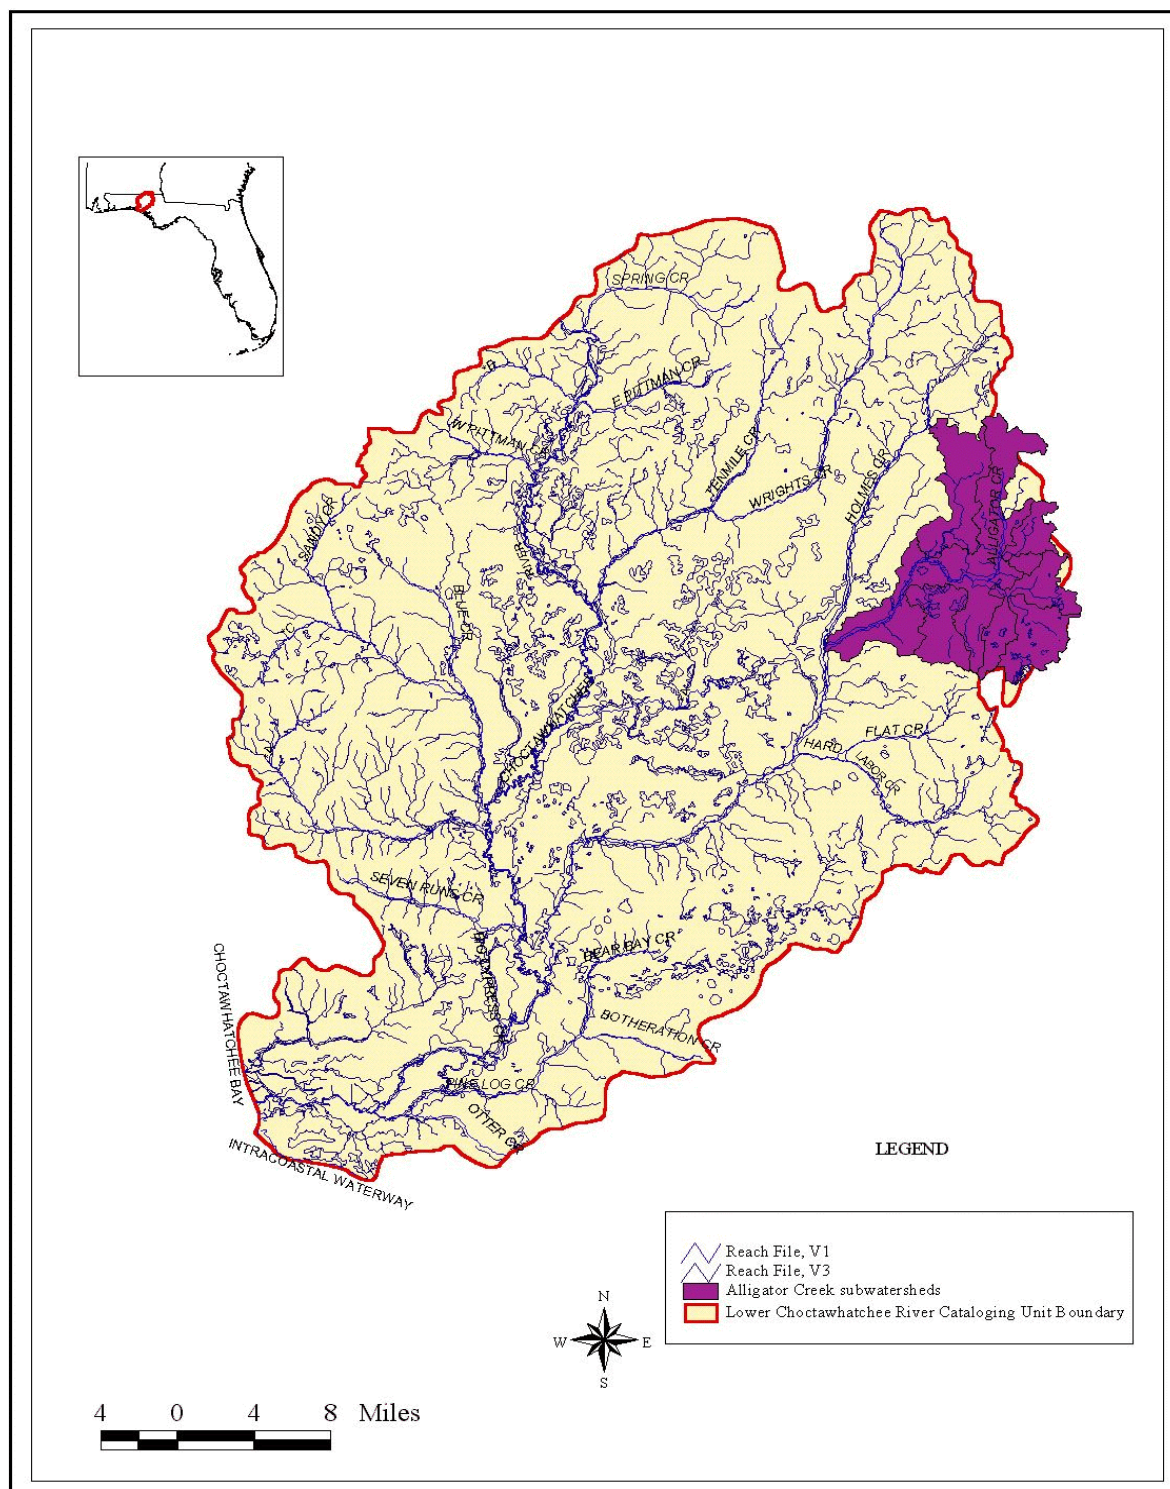 SPRING CR
E PITTMAN CR
W PITTMAN C
TENMILE CR
WRIGHTS CR
HOLMES CR
ALLIGATOR CR
SANDY CR
RIVER
BLUE CR
CHOCTAWHATCHEE
FLAT CR
HARD
LABOR CR
SEVEN RUNS CR
BEAR BAY CR
CHOCTAWHATCHEE BAY
BOTHERATION CR
PINE LOG CR
OTTER CR
INTRACOASTAL WATERWAY
LEGEND
Reach File, V1
Reach File, V3
Alligator Creek subwatersheds
Lower Choctawhatchee River Cataloging Unit Boundary
N
W E
S
4 0 4 8 Miles